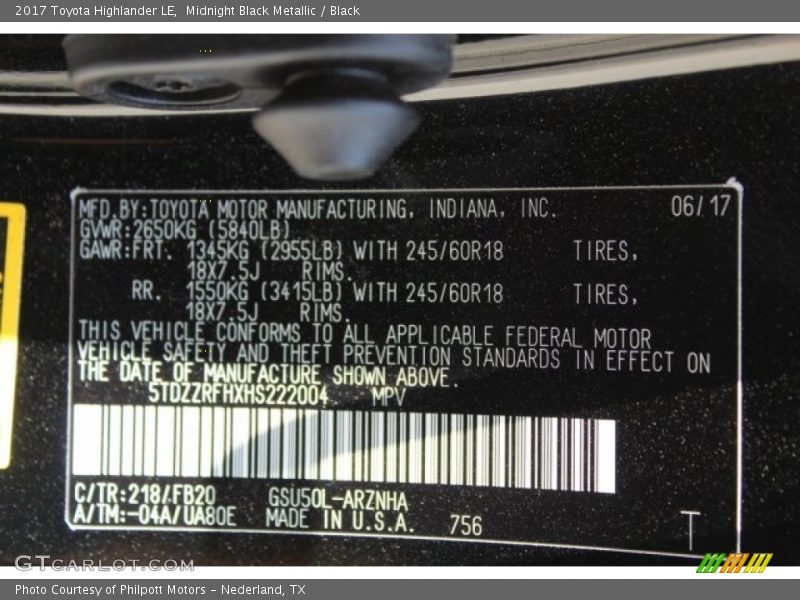 2017 Toyota Highlander LE,  Midnight Black Metallic / Black
MFD.BY:TOYOTA MOTOR MANUFACTURING, INDIANA, INC. 06/17
GVWR:2650KG (5840LB)
GAWR:FRT. 1345KG (2955LB) WITH 245/60R18 TIRES,
18X7.5J RIMS.
RR. 1550KG (3415LB) WITH 245/60R18 TIRES,
18X7.5J RIMS.
THIS VEHICLE CONFORMS TO ALL APPLICABLE FEDERAL MOTOR
VEHICLE SAFETY AND THEFT PREVENTION STANDARDS IN EFFECT ON
THE DATE OF MANUFACTURE SHOWN ABOVE.
5TDZZRFHXHS222004 MPV
C/TR:218/FB20 GSU50L-ARZNHA
A/TM:-04A/UA80E MADE IN U.S.A. 756 T
GTCARLOT.COM
Photo Courtesy of Philpott Motors - Nederland, TX